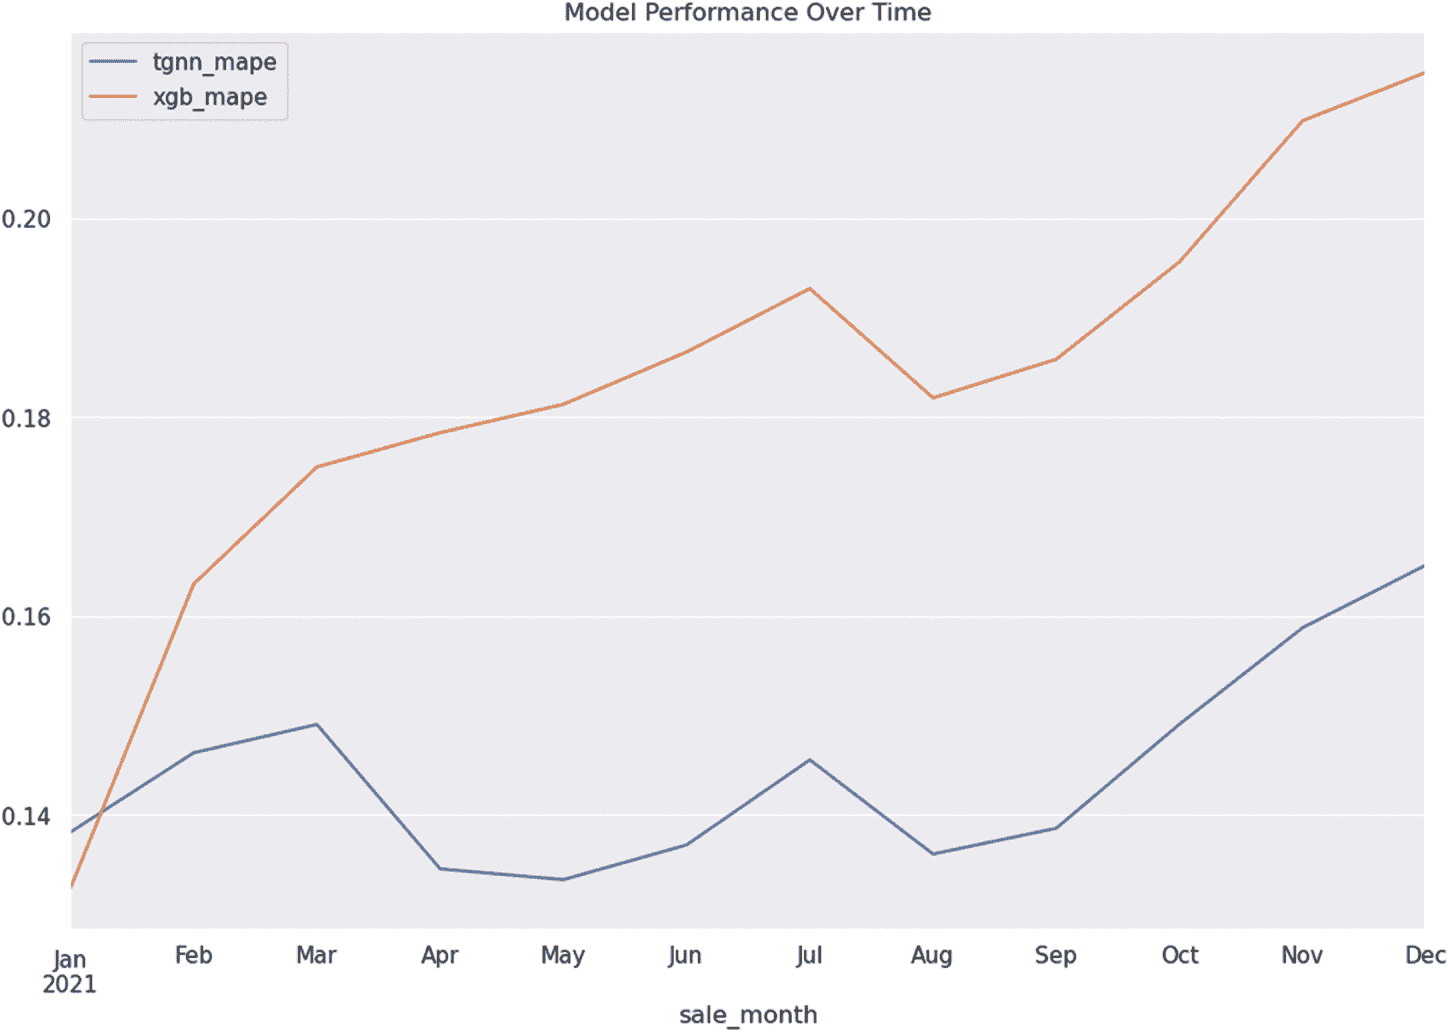 Model Performance Over Time
tgnn_mape
xgb_mape
0.20
0.18
0.16
0.14
Jan Feb Mar Apr May Jun Jul Aug Sep Oct Nov Dec
2021
sale_month